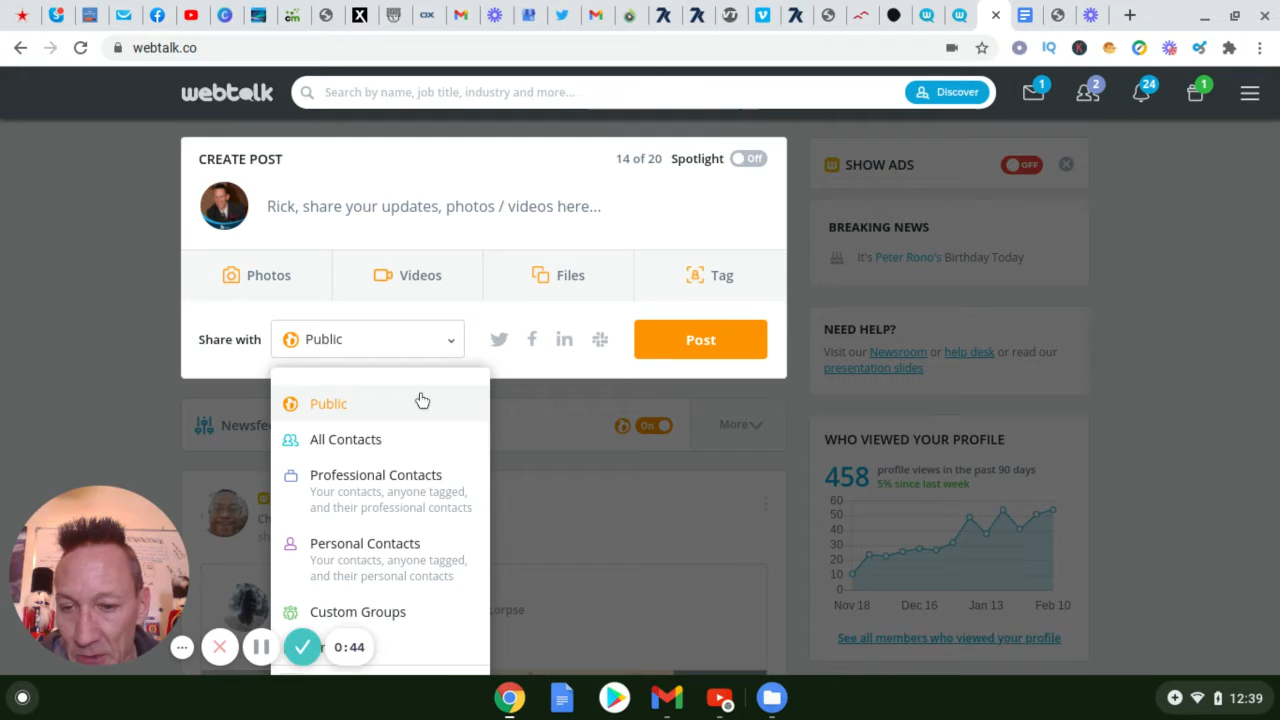 webtalk.co
webtalk
Search by name, job title, industry and more...
Discover
1
2
24
1
CREATE POST
14 of 20
Spotlight
Off
Rick, share your updates, photos / videos here...
Photos
Videos
Files
Tag
Share with
Public
Post
Public
All Contacts
Professional Contacts
Your contacts, anyone tagged,
and their professional contacts
Personal Contacts
Your contacts, anyone tagged,
and their personal contacts
Custom Groups
Newsfe
On
More
Ch
sh
corpse
0:44
SHOW ADS
OFF
BREAKING NEWS
It's Peter Rono's Birthday Today
NEED HELP?
Visit our Newsroom or help desk or read our
presentation slides
WHO VIEWED YOUR PROFILE
458
profile views in the past 90 days
5% since last week
60
50
40
30
20
10
0
Nov 18
Dec 16
Jan 13
Feb 10
See all members who viewed your profile
12:39